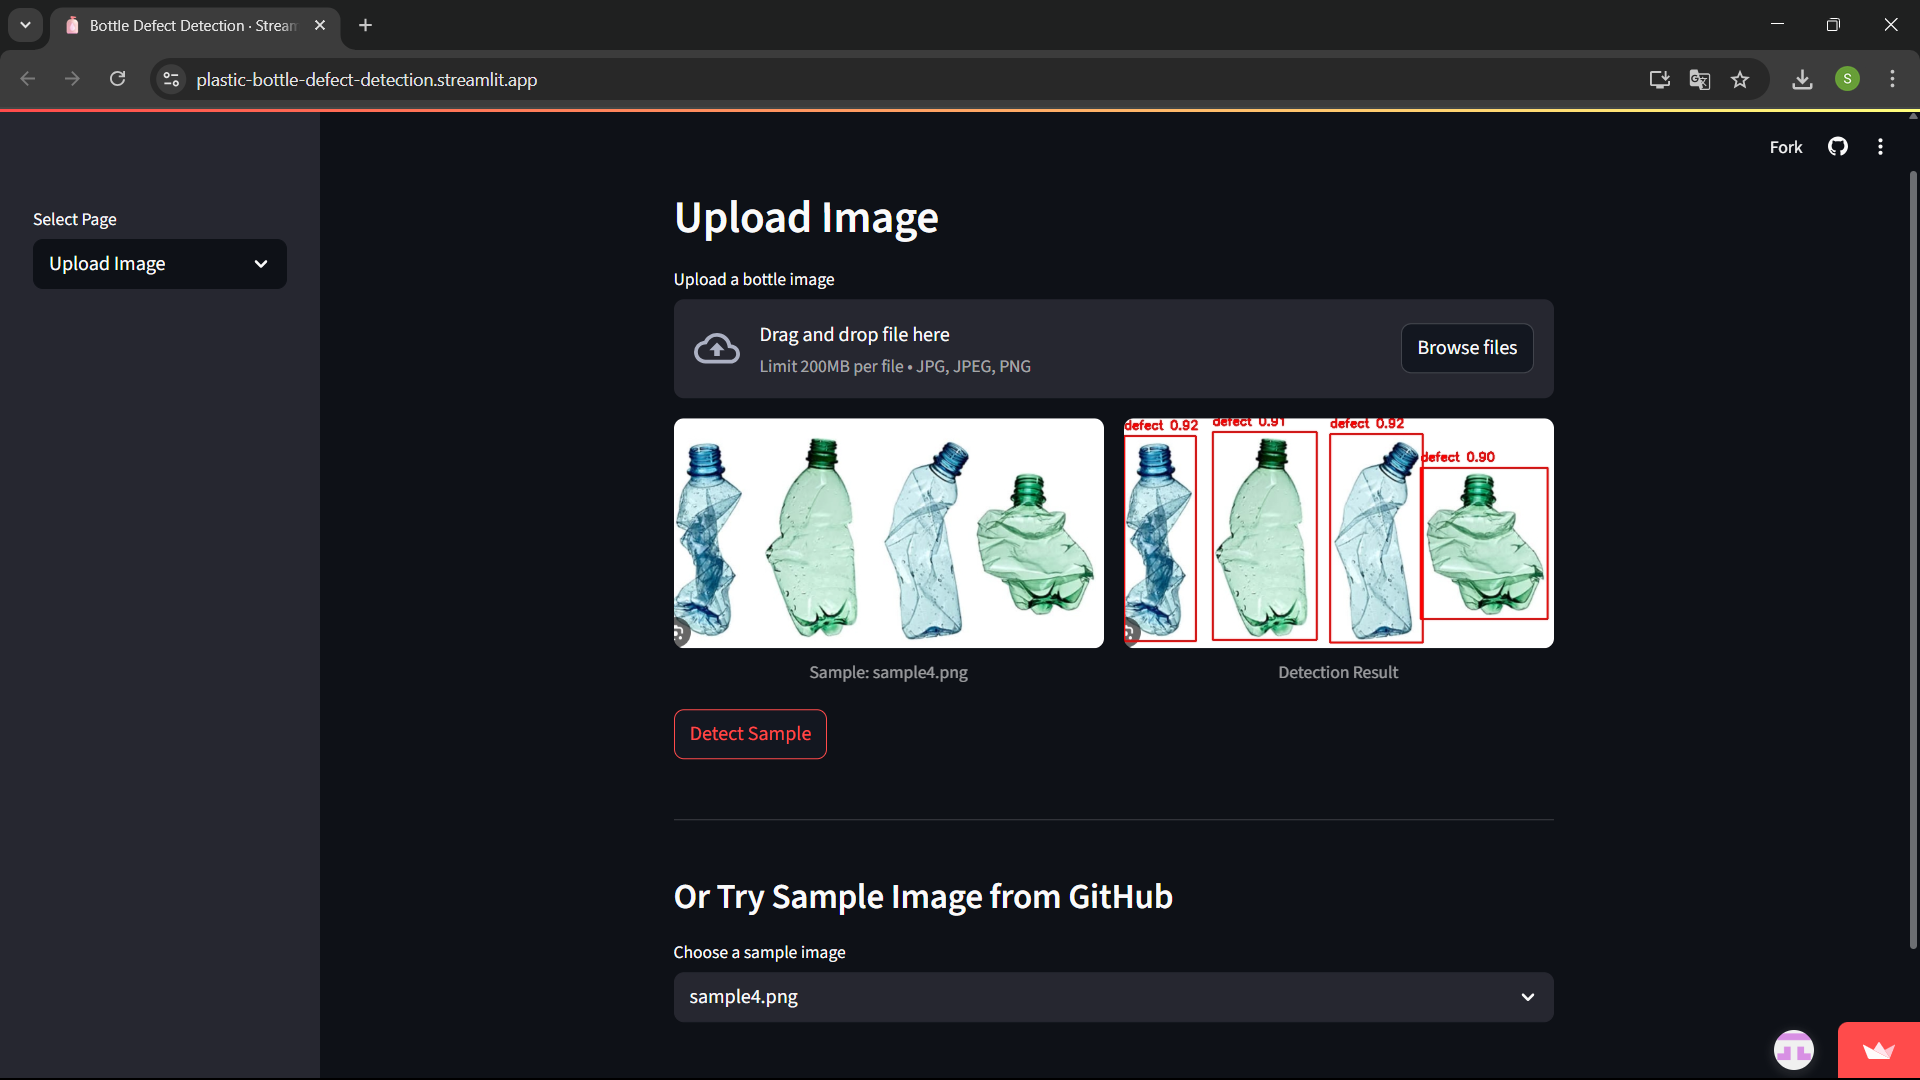 Bottle Defect Detection · Stream
plastic-bottle-defect-detection.streamlit.app
S
Fork
Select Page
Upload Image
Upload Image
Upload a bottle image
Drag and drop file here
Limit 200MB per file • JPG, JPEG, PNG
Browse files
defect 0.92
defect 0.91
defect 0.92
defect 0.90
Sample: sample4.png
Detection Result
Detect Sample
Or Try Sample Image from GitHub
Choose a sample image
sample4.png